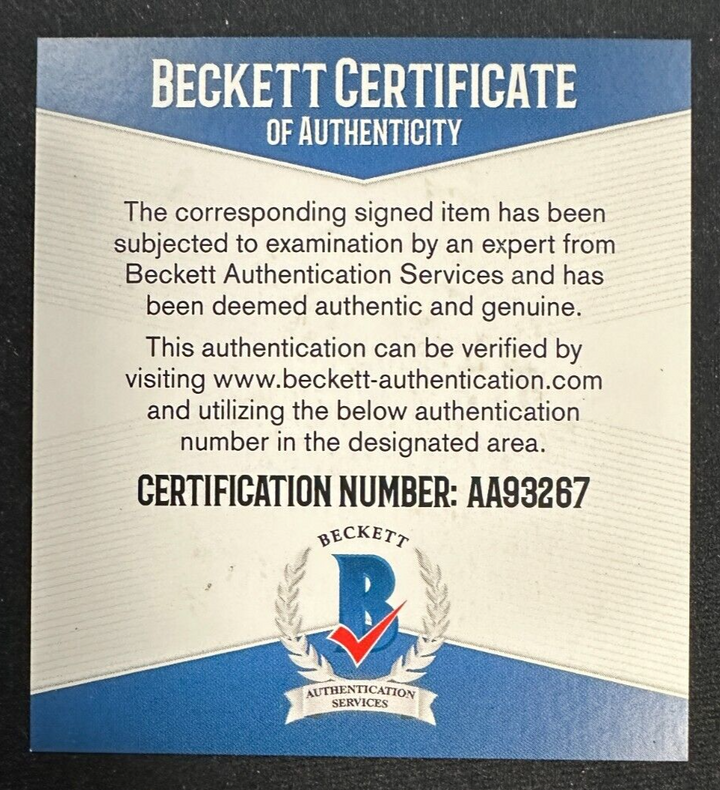 BECKETT CERTIFICATE
OF AUTHENTICITY
The corresponding signed item has been
subjected to examination by an expert from
Beckett Authentication Services and has
been deemed authentic and genuine.
This authentication can be verified by
visiting www.beckett-authentication.com
and utilizing the below authentication
number in the designated area.
CERTIFICATION NUMBER: AA93267
BECKETT
B
AUTHENTICATION
SERVICES